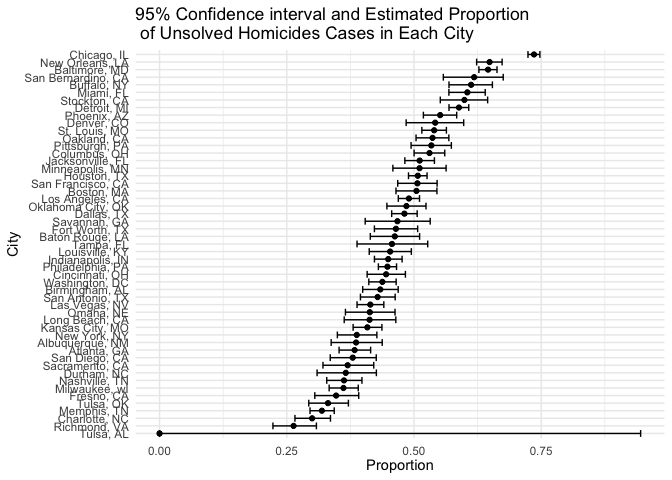 95% Confidence interval and Estimated Proportion
of Unsolved Homicides Cases in Each City
City
Chicago, IL
New Orleans, LA
Baltimore, MD
San Bernardino, CA
Buffalo, NY
Miami, FL
Stockton, CA
Detroit, MI
Phoenix, AZ
Denver, CO
St. Louis, MO
Oakland, CA
Pittsburgh, PA
Columbus, OH
Jacksonville, FL
Minneapolis, MN
Houston, TX
San Francisco, CA
Boston, MA
Los Angeles, CA
Oklahoma City, OK
Dallas, TX
Savannah, GA
Fort Worth, TX
Baton Rouge, LA
Tampa, FL
Louisville, KY
Indianapolis, IN
Philadelphia, PA
Cincinnati, OH
Washington, DC
Birmingham, AL
San Antonio, TX
Las Vegas, NV
Omaha, NE
Long Beach, CA
Kansas City, MO
New York, NY
Albuquerque, NM
Atlanta, GA
San Diego, CA
Sacramento, CA
Durham, NC
Nashville, TN
Milwaukee, wI
Fresno, CA
Tulsa, OK
Memphis, TN
Charlotte, NC
Richmond, VA
Tulsa, AL
0.00 0.25 0.50 0.75
Proportion